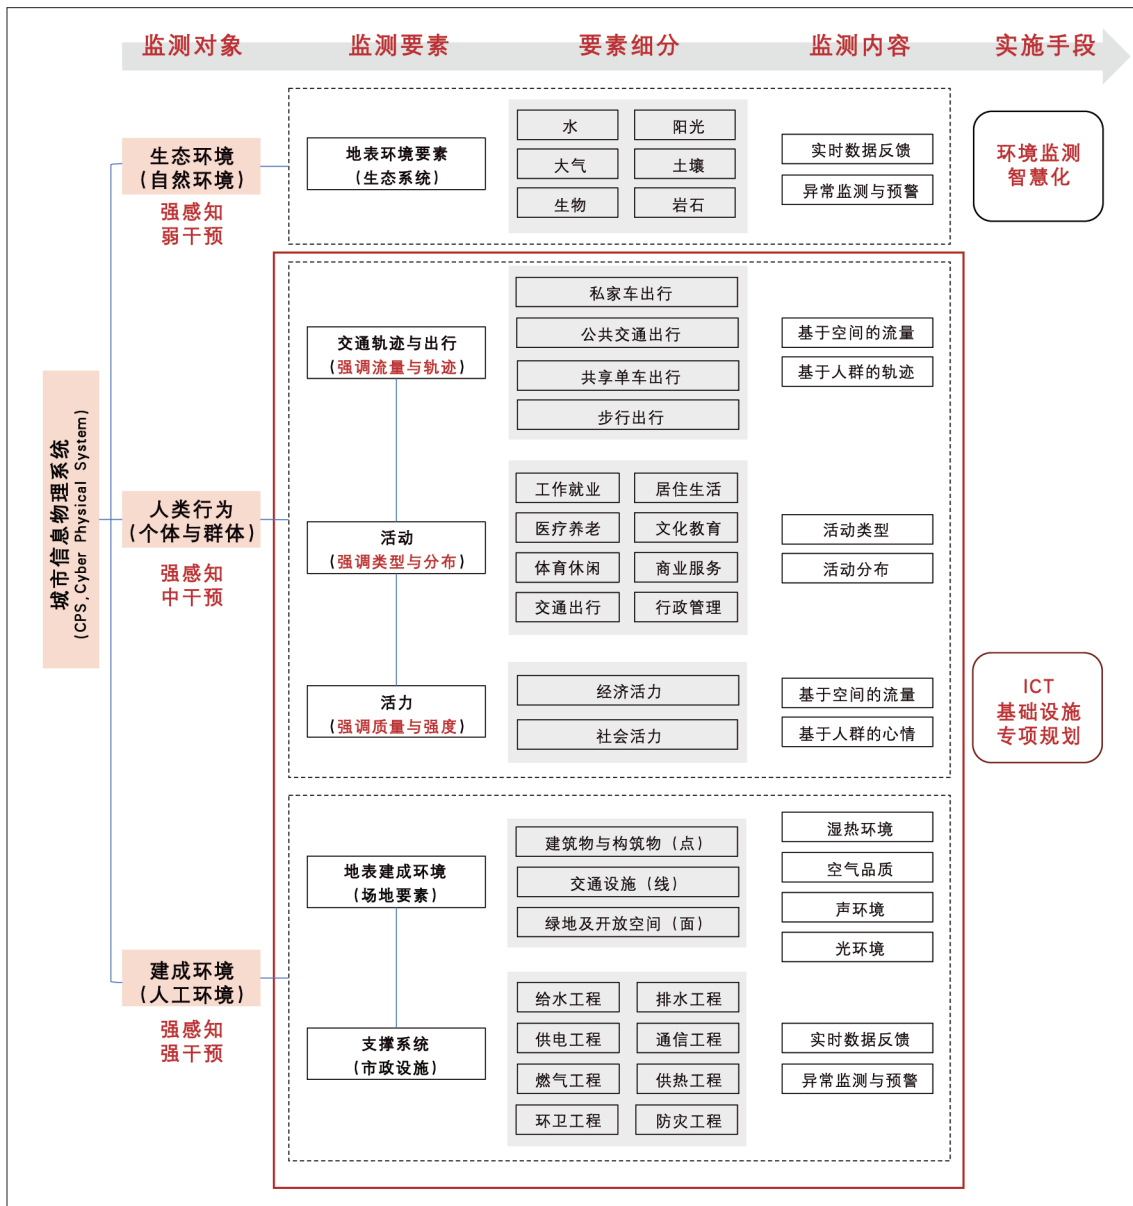 监测对象
监测要素
要素细分
监测内容
实施手段
城市信息物理系统
(CPS, Cyber Physical System)
生态环境
(自然环境)
强感知
弱干预
地表环境要素
(生态系统)
水
阳光
大气
土壤
生物
岩石
实时数据反馈
异常监测与预警
环境监测
智慧化
人类行为
(个体与群体)
强感知
中干预
交通轨迹与出行
(强调流量与轨迹)
私家车出行
公共交通出行
共享单车出行
步行出行
基于空间的流量
基于人群的轨迹
活动
(强调类型与分布)
工作就业
居住生活
医疗养老
文化教育
体育休闲
商业服务
交通出行
行政管理
活动类型
活动分布
活力
(强调质量与强度)
经济活力
社会活力
基于空间的流量
基于人群的心情
ICT
基础设施
专项规划
建成环境
(人工环境)
强感知
强干预
地表建成环境
(场地要素)
建筑物与构筑物 (点)
交通设施 (线)
绿地及开放空间 (面)
湿热环境
空气品质
声环境
光环境
支撑系统
(市政设施)
给水工程
排水工程
供电工程
通信工程
燃气工程
供热工程
环卫工程
防灾工程
实时数据反馈
异常监测与预警